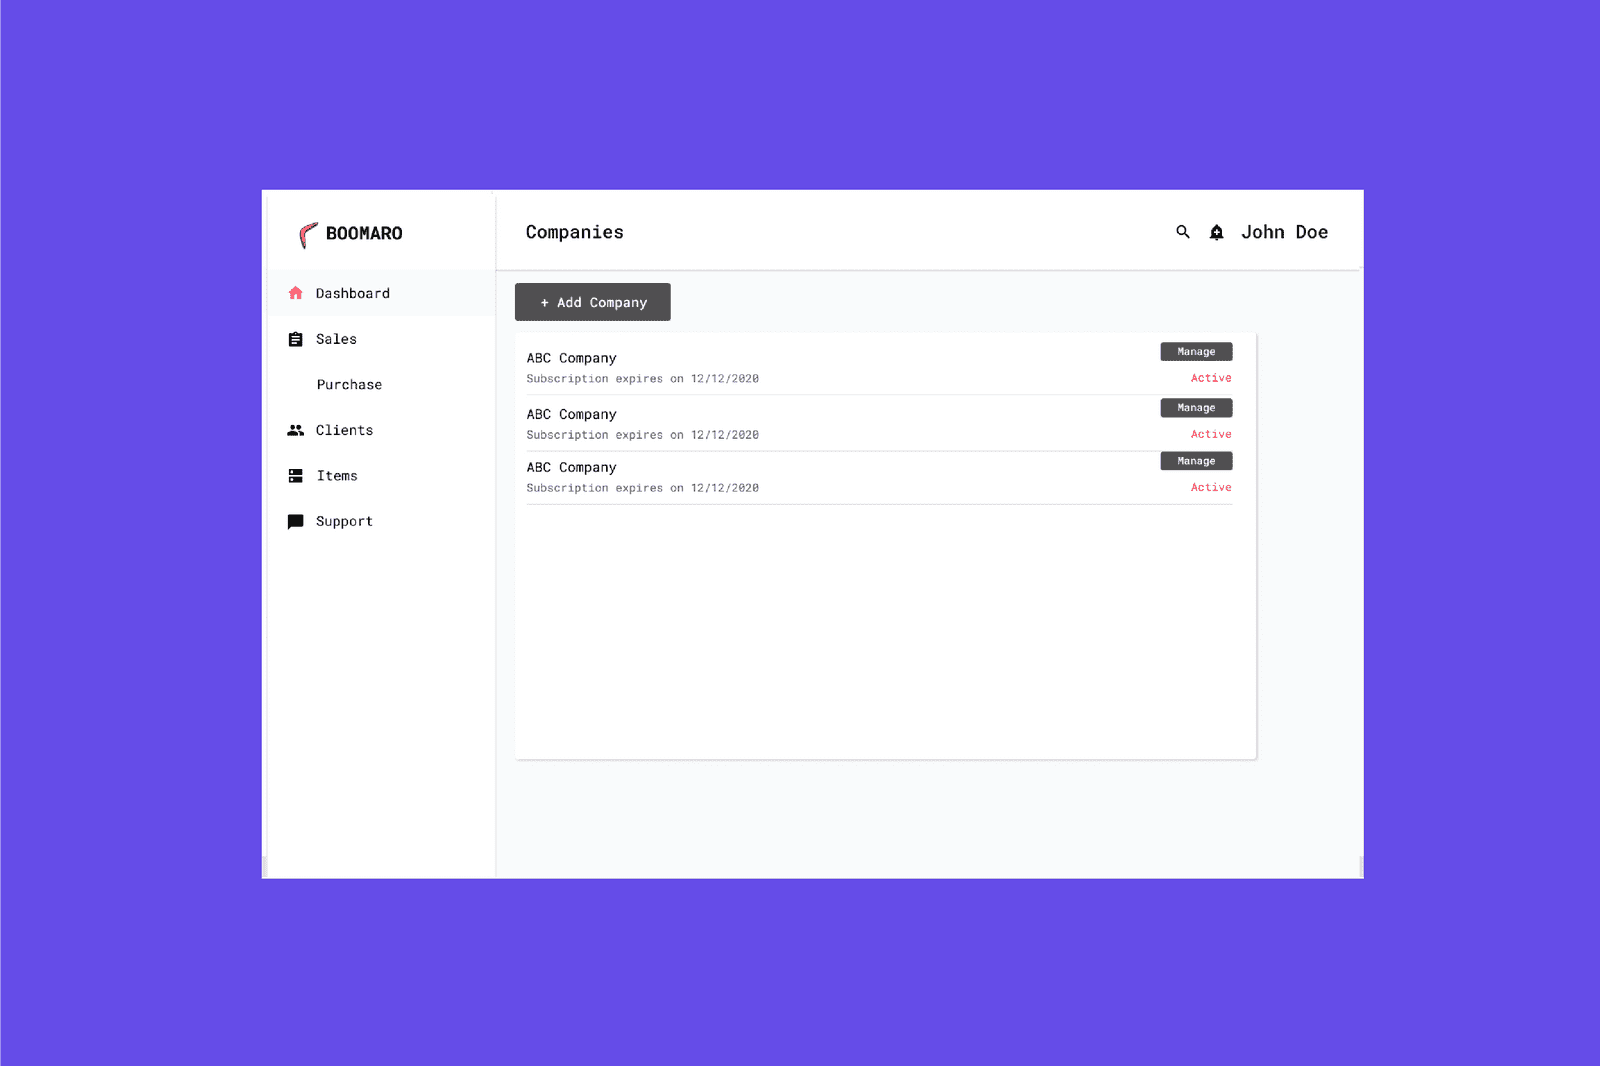 BOOMARO
Companies
John Doe
Dashboard
Sales
Purchase
Clients
Items
Support
+ Add Company
ABC Company
Manage
Subscription expires on 12/12/2020
Active
ABC Company
Manage
Subscription expires on 12/12/2020
Active
ABC Company
Manage
Subscription expires on 12/12/2020
Active